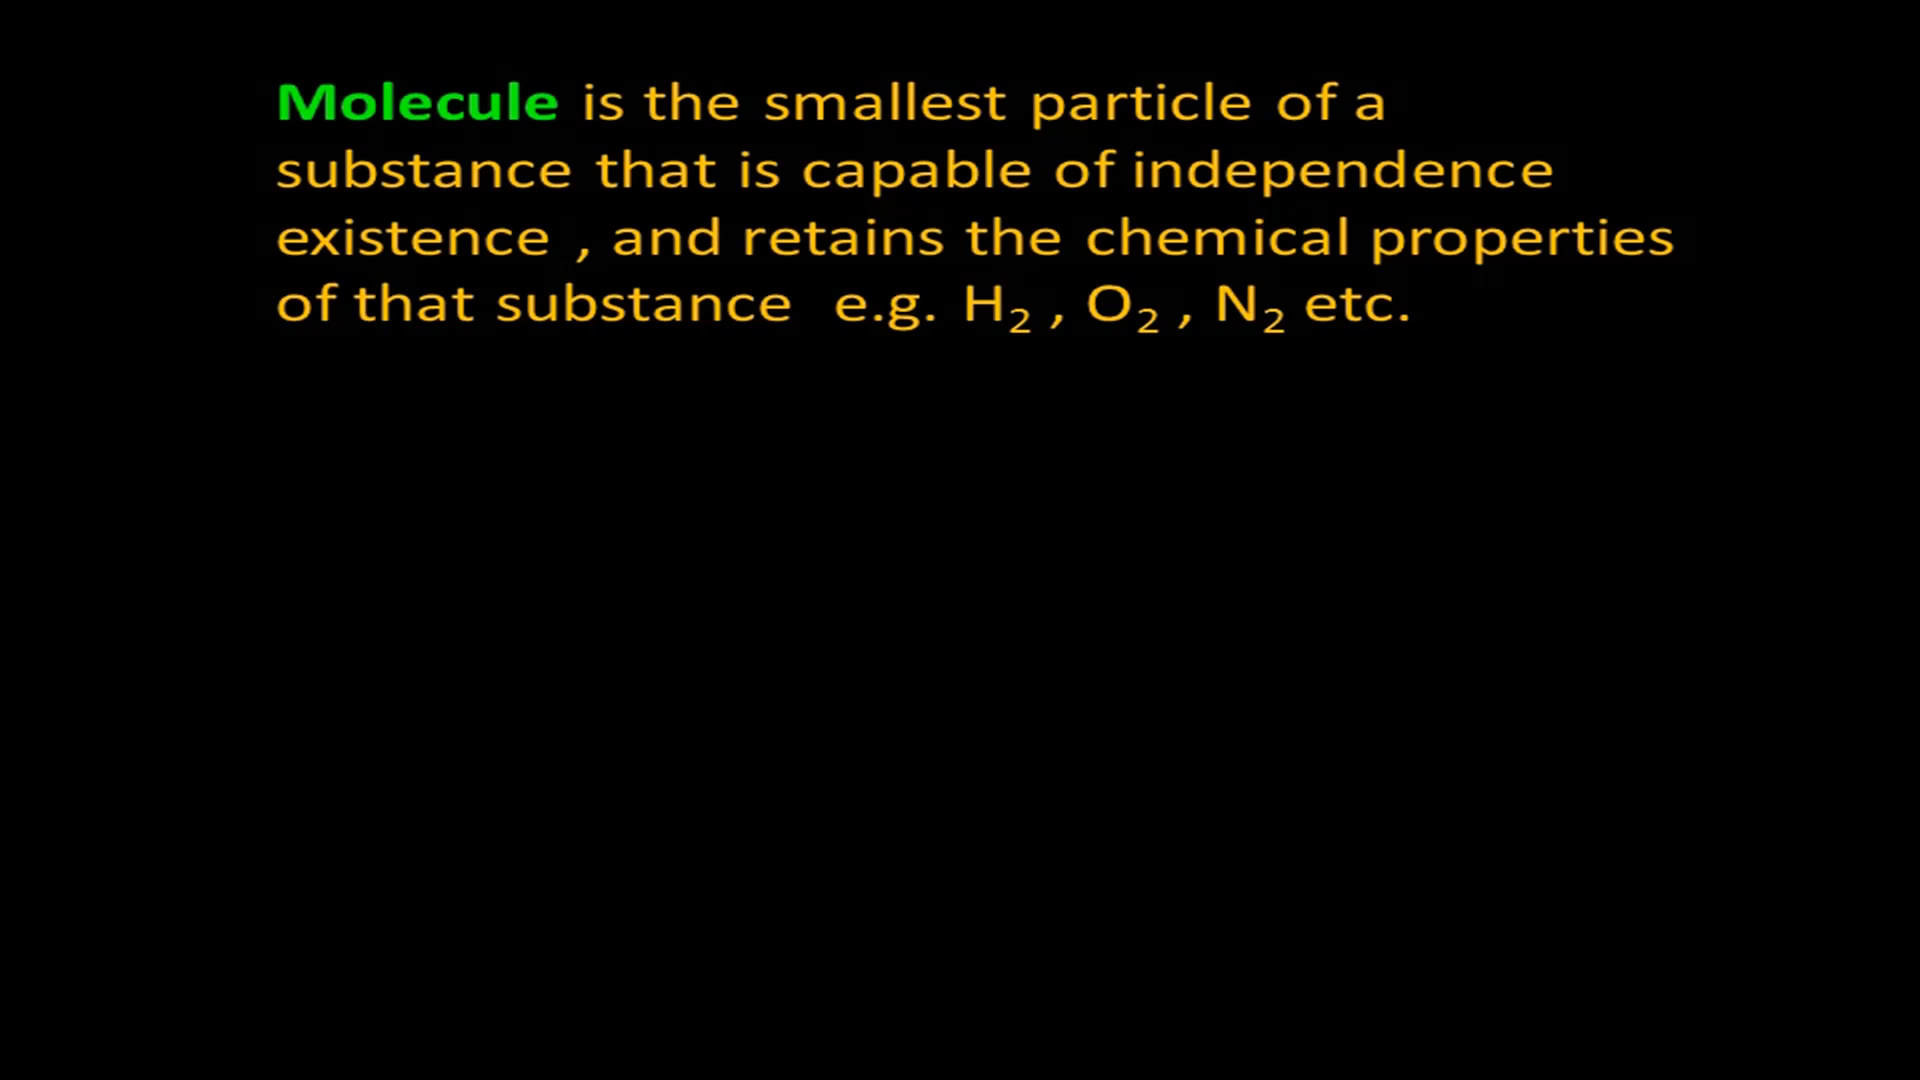 Molecule is the smallest particle of a
substance that is capable of independence
existence , and retains the chemical properties
of that substance e.g. H₂ , O₂ , N₂ etc.